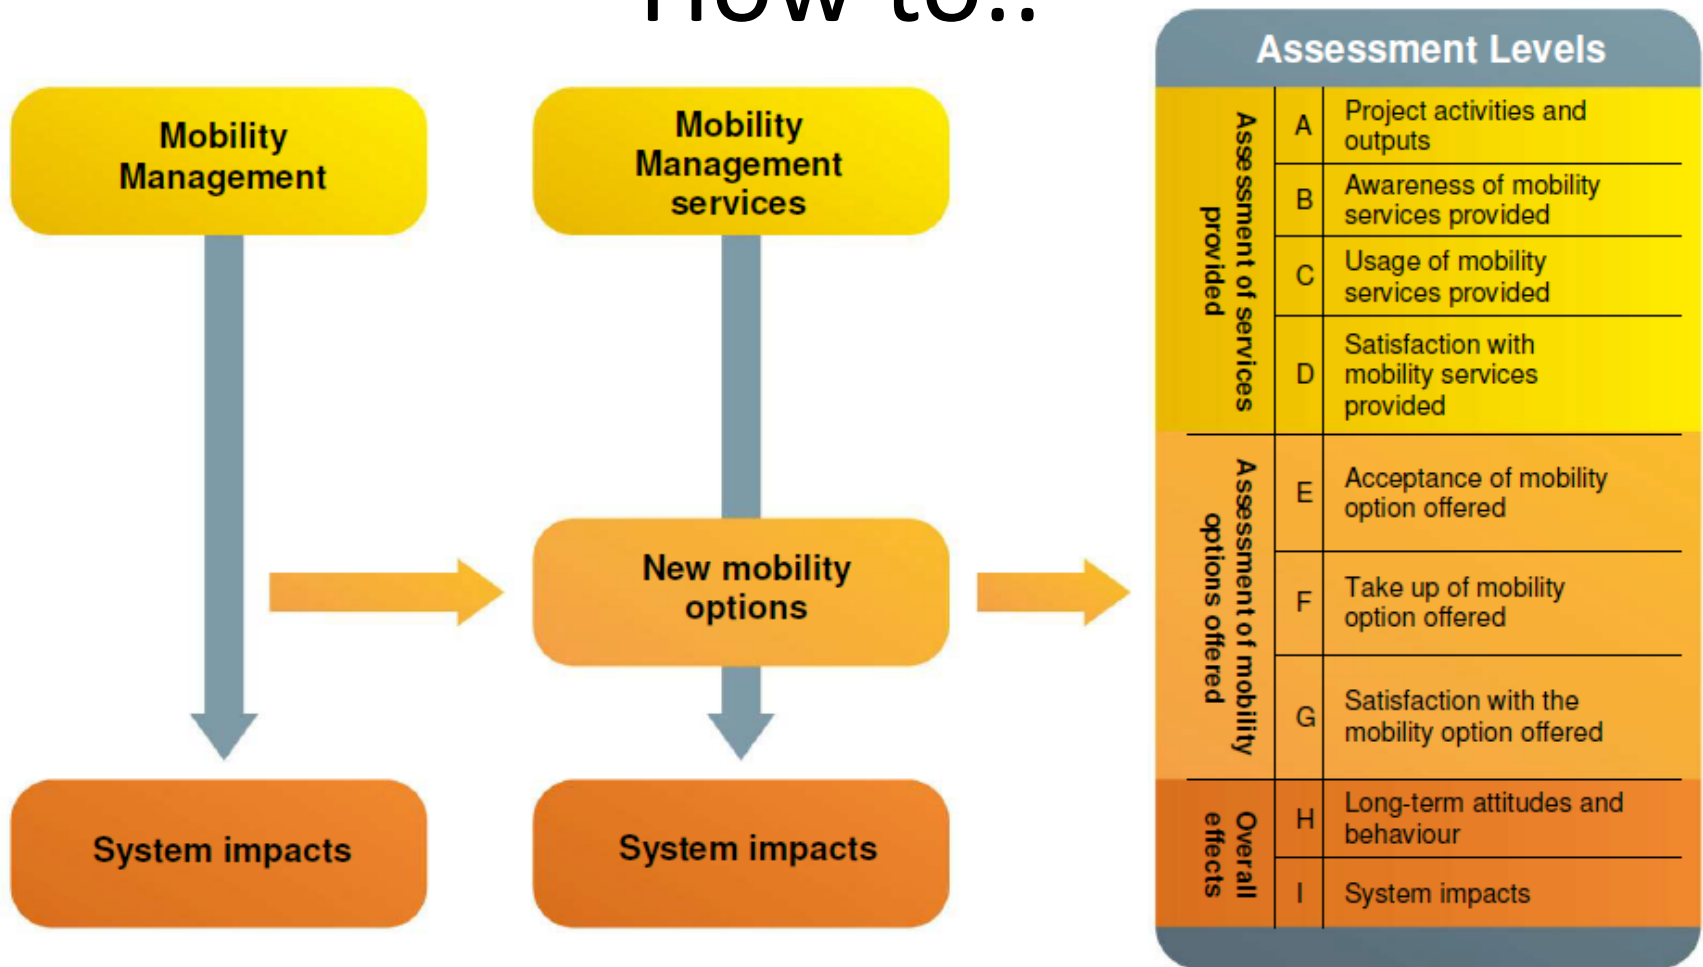 How to..
Mobility
Management
System impacts
Mobility
Management
services
New mobility
options
System impacts
Assessment Levels
Assessment of services
provided
A
Project activities and
outputs
B
Awareness of mobility
services provided
C
Usage of mobility
services provided
D
Satisfaction with
mobility services
provided
Assessment of mobility
options offered
E
Acceptance of mobility
option offered
F
Take up of mobility
option offered
G
Satisfaction with the
mobility option offered
Overall
effects
H
Long-term attitudes and
behaviour
I
System impacts